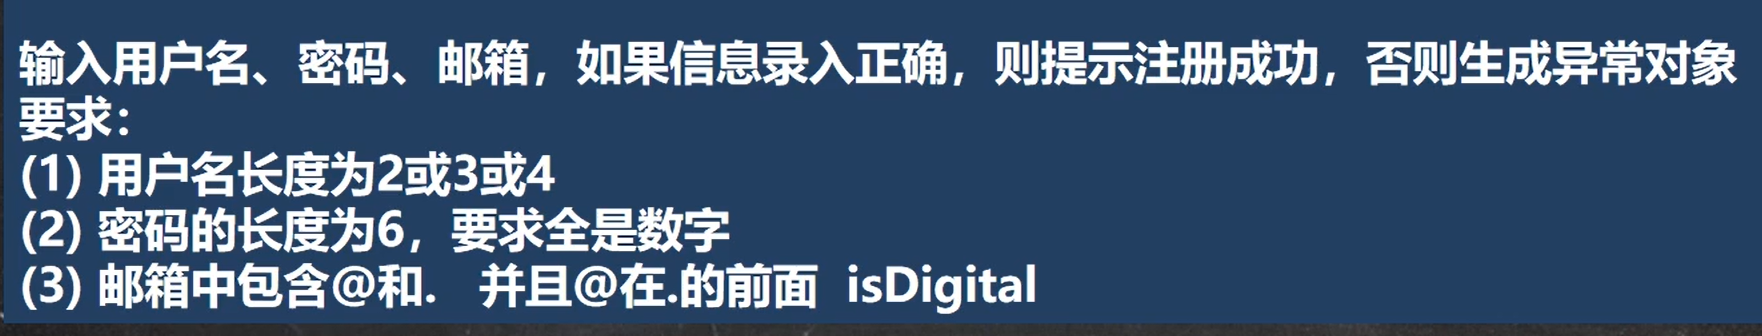 输入用户名、密码、邮箱，如果信息录入正确，则提示注册成功，否则生成异常对象
要求：
(1) 用户名长度为2或3或4
(2) 密码的长度为6，要求全是数字
(3) 邮箱中包含@和. 并且@在.的前面 isDigital